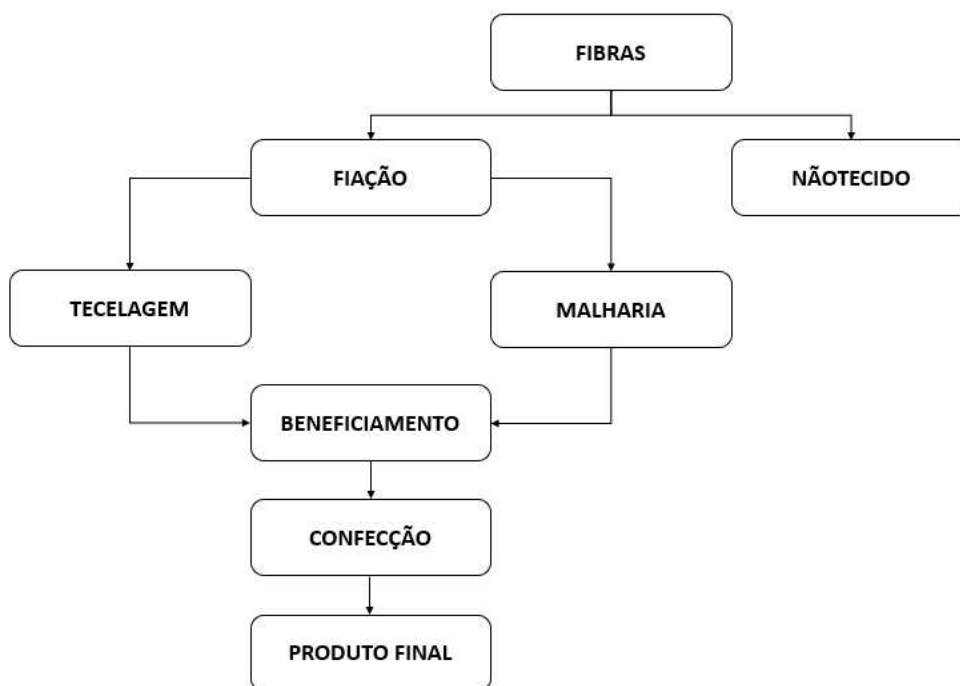 FIBRAS
FIAÇÃO
NÃOTECIDO
TECELAGEM
MALHARIA
BENEFICIAMENTO
CONFECÇÃO
PRODUTO FINAL